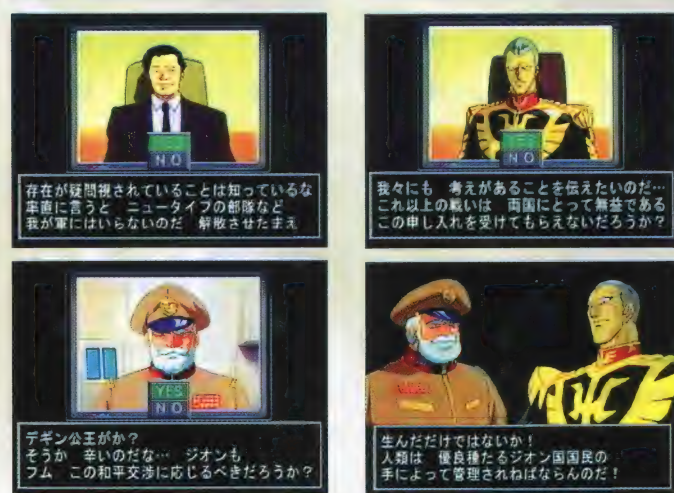 YES
NO
存在が疑問視されていることは知っているな
率直に言うと ニュータイプの部隊など
我が軍にはいらないのだ 解散させたまえ
YES
NO
我々にも 考えがあることを伝えたいのだ…
これ以上の戦いは 両国にとって無益である
この申し入れを受けてもらえないだろうか?
YES
NO
デギン公王がか?
そうか 辛いのだな… ジオンも
フム この和平交渉に応じるべきだろうか?
生んだだけではないか!
人類は 優良種たるジオン国国民の
手によって管理されねばならんのだ!